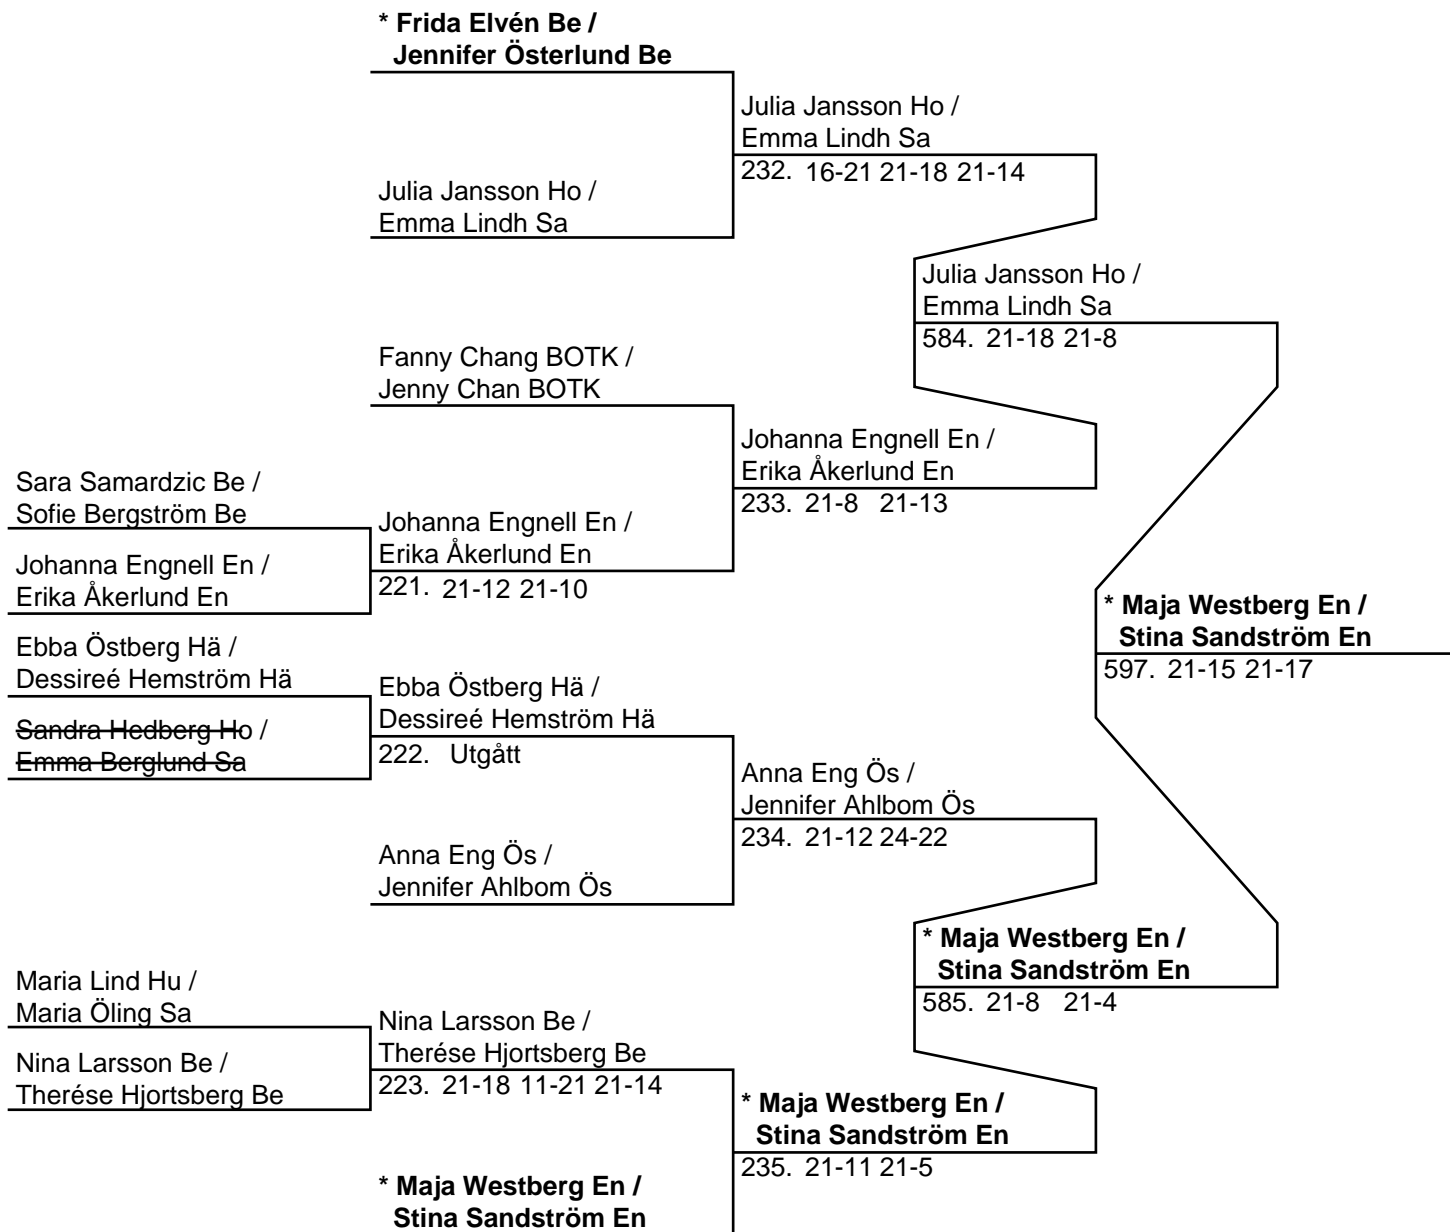 * Frida Elvén Be /
Jennifer Österlund Be
Julia Jansson Ho /
Emma Lindh Sa
232. 16-21 21-18 21-14
Julia Jansson Ho /
Emma Lindh Sa
Julia Jansson Ho /
Emma Lindh Sa
584. 21-18 21-8
Fanny Chang BOTK /
Jenny Chan BOTK
Johanna Engnell En /
Erika Åkerlund En
233. 21-8 21-13
Sara Samardzic Be /
Sofie Bergström Be
Johanna Engnell En /
Erika Åkerlund En
221. 21-12 21-10
Johanna Engnell En /
Erika Åkerlund En
* Maja Westberg En /
Stina Sandström En
597. 21-15 21-17
Ebba Östberg Hä /
Dessireé Hemström Hä
Ebba Östberg Hä /
Dessireé Hemström Hä
222. Utgått
Sandra Hedberg Ho /
Emma Berglund Sa
Anna Eng Ös /
Jennifer Ahlbom Ös
234. 21-12 24-22
Anna Eng Ös /
Jennifer Ahlbom Ös
* Maja Westberg En /
Stina Sandström En
585. 21-8 21-4
Maria Lind Hu /
Maria Öling Sa
Nina Larsson Be /
Therése Hjortsberg Be
223. 21-18 11-21 21-14
Nina Larsson Be /
Therése Hjortsberg Be
* Maja Westberg En /
Stina Sandström En
235. 21-11 21-5
* Maja Westberg En /
Stina Sandström En